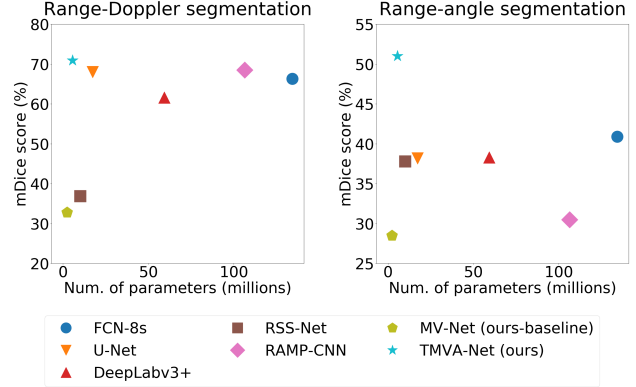 Range-Doppler segmentation
80
70
60
50
40
30
20
mDice score (%)
0 50 100
Num. of parameters (millions)
Range-angle segmentation
55
50
45
40
35
30
25
mDice score (%)
0 50 100
Num. of parameters (millions)
FCN-8s
U-Net
DeepLabv3+
RSS-Net
RAMP-CNN
MV-Net (ours-baseline)
TMVA-Net (ours)